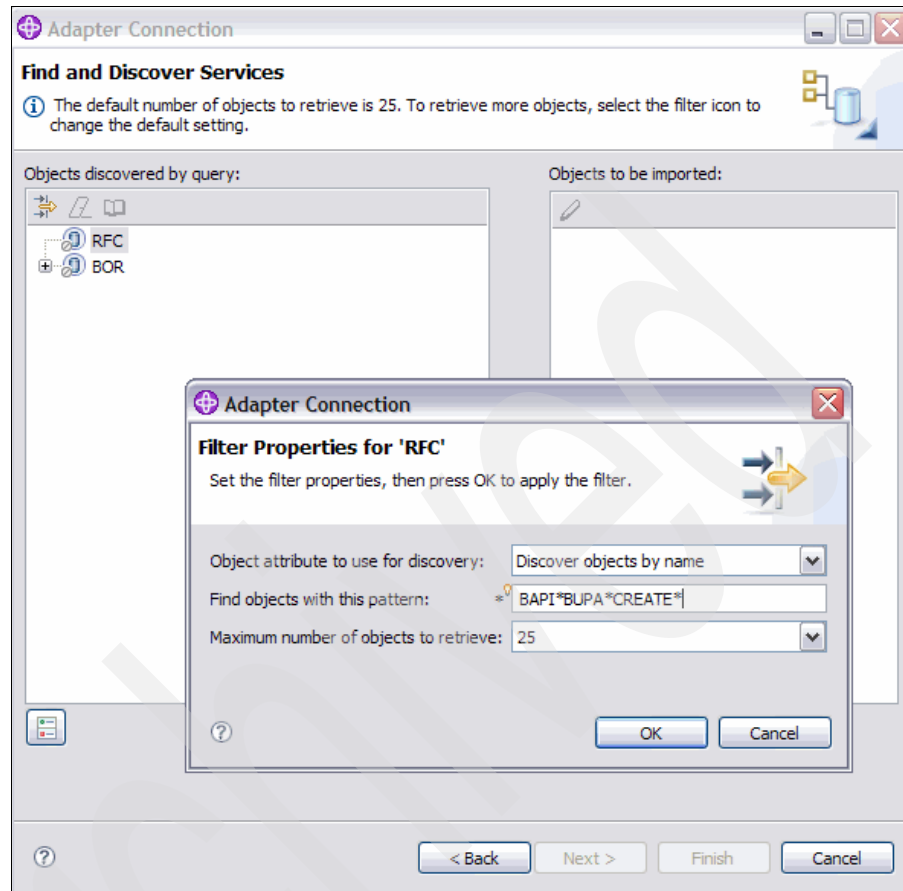 Adapter Connection
Find and Discover Services
The default number of objects to retrieve is 25. To retrieve more objects, select the filter icon to
change the default setting.
Objects discovered by query:
Objects to be imported:
RFC
BOR
Adapter Connection
Filter Properties for 'RFC'
Set the filter properties, then press OK to apply the filter.
Object attribute to use for discovery: Discover objects by name
Find objects with this pattern: * BAPI*BUPA*CREATE*
Maximum number of objects to retrieve: 25
OK Cancel
< Back Next > Finish Cancel